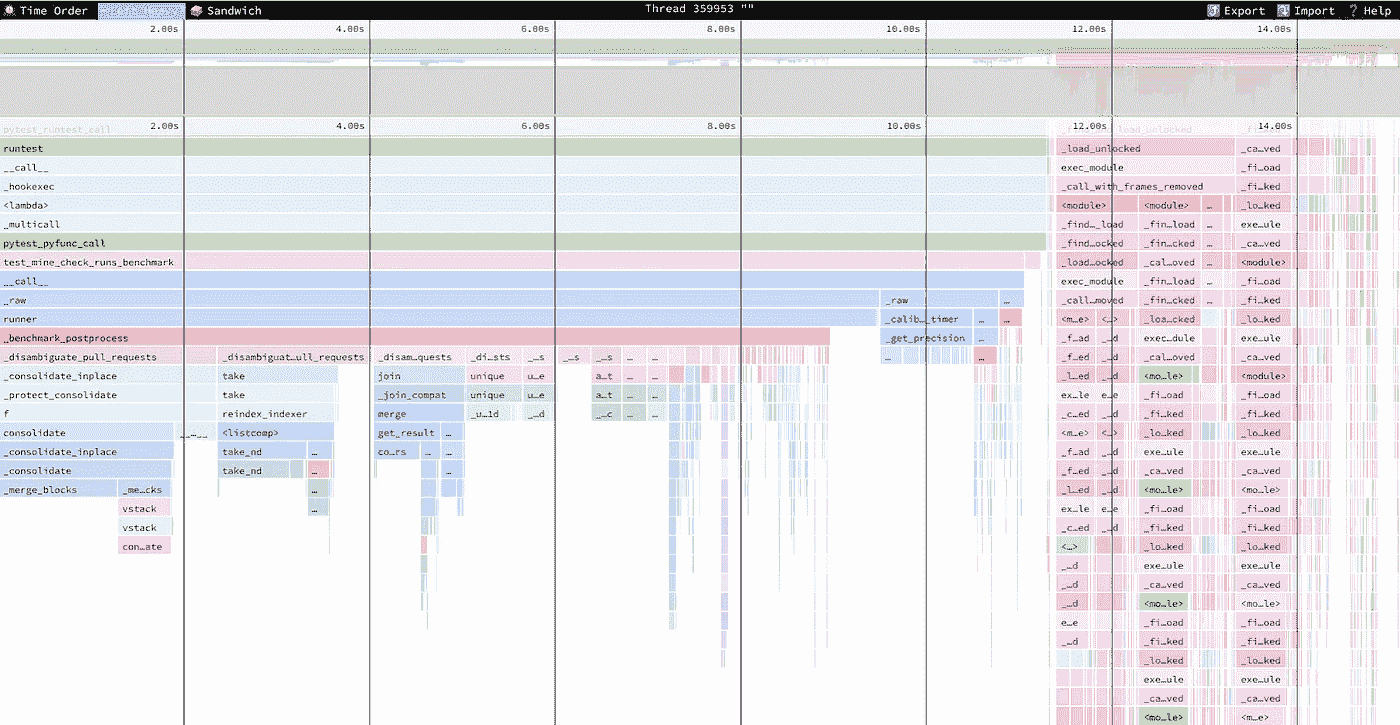 Time Order Sandwich Thread 359953 "" Export Import Help
2.00s 4.00s 6.00s 8.00s 10.00s 12.00s 14.00s
2.00s 4.00s 6.00s 8.00s 10.00s 12.00s 14.00s
pytest_runtest_call
runtest _load_unlocked _ca…ved
__call__ exec_module _fi…oad
_hookexec _call_with_frames_removed _fi…ked
<lambda> <module> <module> … _lo…ked
_multicall _find_…load _fin…load … exe…ule
pytest_pyfunc_call _find…ocked _fin…cked … _ca…ved
test_mine_check_runs_benchmark _load…ocked _cal…oved … <module>
__call__ exec_module _fin…load … _fi…oad
_raw _raw … _call…moved _fin…cked … _fi…ked
runner _calib…_timer … … <m…e> <…> _loa…cked _lo…ked
_benchmark_postprocess _get_precision … _f…ad _…d exec…dule exe…ule
_disambiguate_pull_requests _disambiguat…ull_requests _disam…quests _di…sts _…s _…s _…s … … … … _f…ed _…d _cal…oved _ca…ved
_consolidate_inplace take join unique u…e a…t … … _l…ed _…d <mo…le> <module>
_protect_consolidate take _join_compat unique u…e a…t … … ex…le e…e _fi…oad _fi…oad
f reindex_indexer merge _u…1d _…d _…c … … _c…ed _…d _fi…ked _fi…ked
consolidate <listcomp> get_result … <m…e> <…> _lo…ked _lo…ked
_consolidate_inplace take_nd … co…rs … … _f…ad _…d exe…ule exe…ule
_consolidate take_nd … … _f…ed _…d _ca…ved _ca…ved
_merge_blocks _me…cks … _l…ed _…d <mo…le> <mo…le>
vstack … ex…le e…e _fi…oad _fi…oad
vstack _c…ed _…d _fi…ked _fi…ked
con…ate <…> _lo…ked _lo…ked
_…d exe…ule exe…ule
_…d _ca…ved _ca…ved
_…d <mo…le> <mo…le>
e…e _fi…oad _fi…oad
_…d _fi…ked _fi…ked
_lo…ked _lo…ked
exe…ule exe…ule
_ca…ved _ca…ved
<mo…le> <m…e>